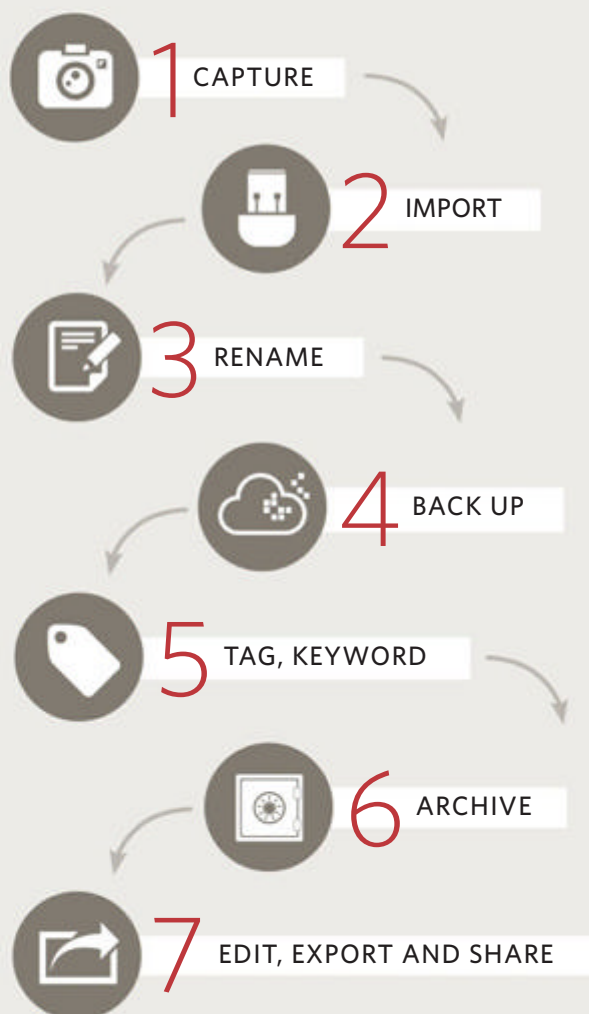 1 CAPTURE
2 IMPORT
3 RENAME
4 BACK UP
5 TAG, KEYWORD
6 ARCHIVE
7 EDIT, EXPORT AND SHARE